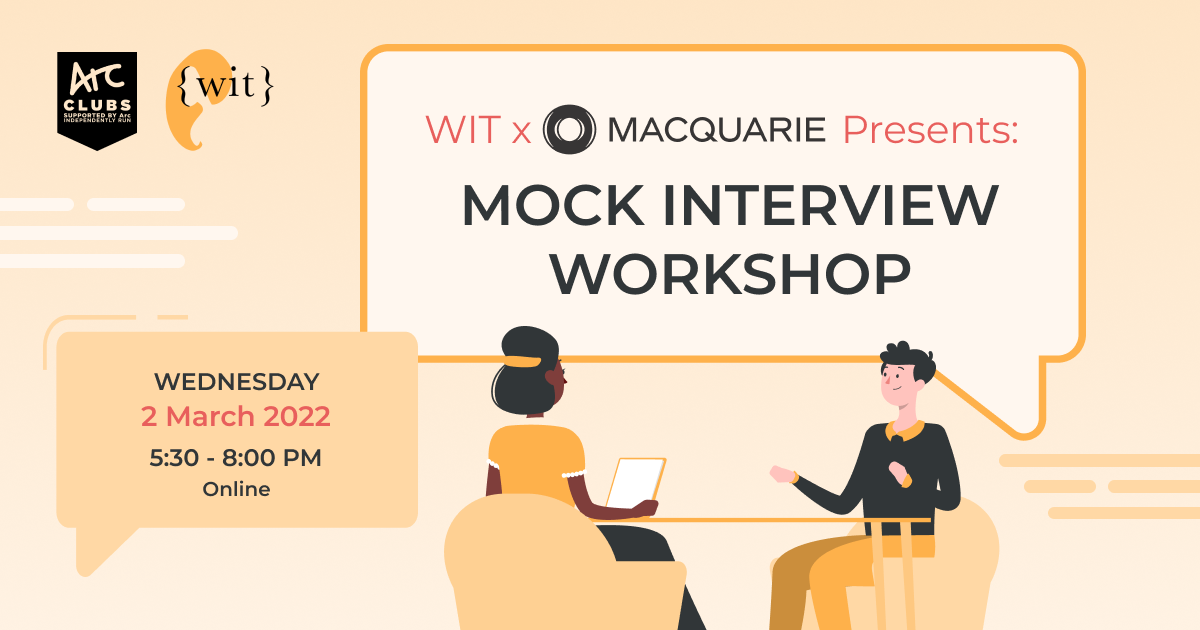 Arc
CLUBS
SUPPORTED BY Arc
INDEPENDENTLY RUN
{wit}
WIT x MACQUARIE Presents:
MOCK INTERVIEW
WORKSHOP
WEDNESDAY
2 March 2022
5:30 - 8:00 PM
Online